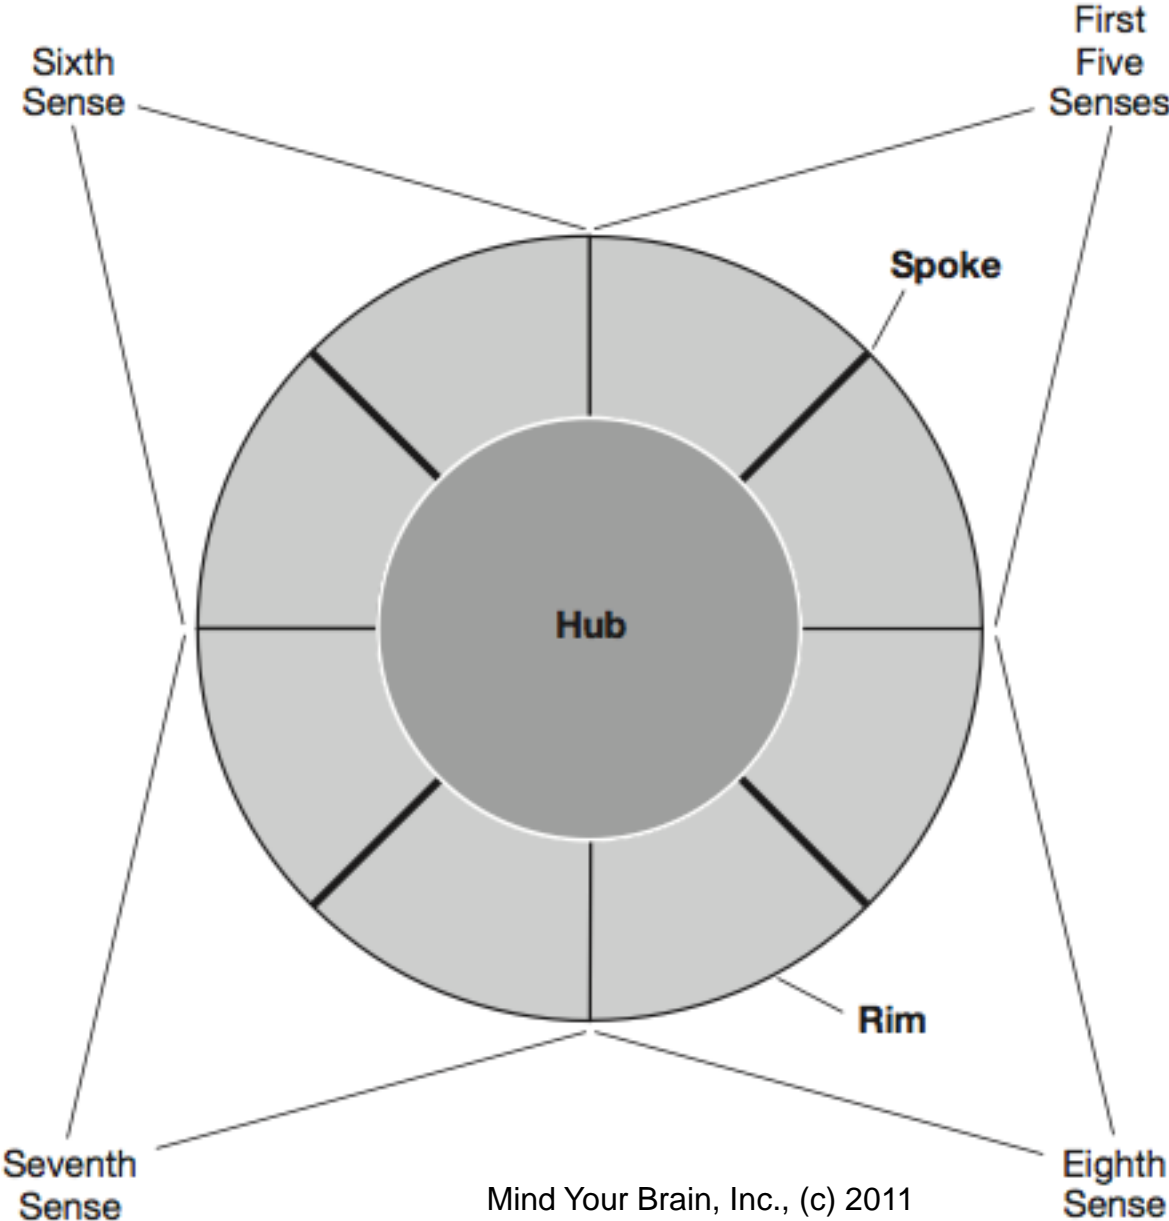 Sixth
Sense
First
Five
Senses
Spoke
Hub
Rim
Seventh
Sense
Mind Your Brain, Inc., (c) 2011
Eighth
Sense